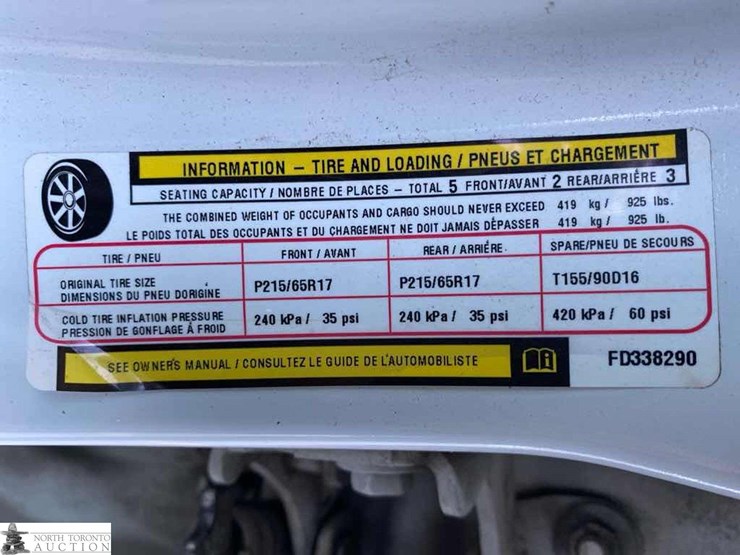 INFORMATION – TIRE AND LOADING / PNEUS ET CHARGEMENT
SEATING CAPACITY / NOMBRE DE PLACES – TOTAL 5 FRONT/AVANT 2 REAR/ARRIÈRE 3
THE COMBINED WEIGHT OF OCCUPANTS AND CARGO SHOULD NEVER EXCEED 419 kg / 925 lbs.
LE POIDS TOTAL DES OCCUPANTS ET DU CHARGEMENT NE DOIT JAMAIS DÉPASSER 419 kg / 925 lb.
TIRE / PNEU FRONT / AVANT REAR / ARRIÈRE SPARE/PNEU DE SECOURS
ORIGINAL TIRE SIZE
DIMENSIONS DU PNEU DORIGINE P215/65R17 P215/65R17 T155/90D16
COLD TIRE INFLATION PRESSURE
PRESSION DE GONFLAGE À FROID 240 kPa / 35 psi 240 kPa / 35 psi 420 kPa / 60 psi
SEE OWNER'S MANUAL / CONSULTEZ LE GUIDE DE L'AUTOMOBILISTE FD338290
NORTH TORONTO
AUCTION